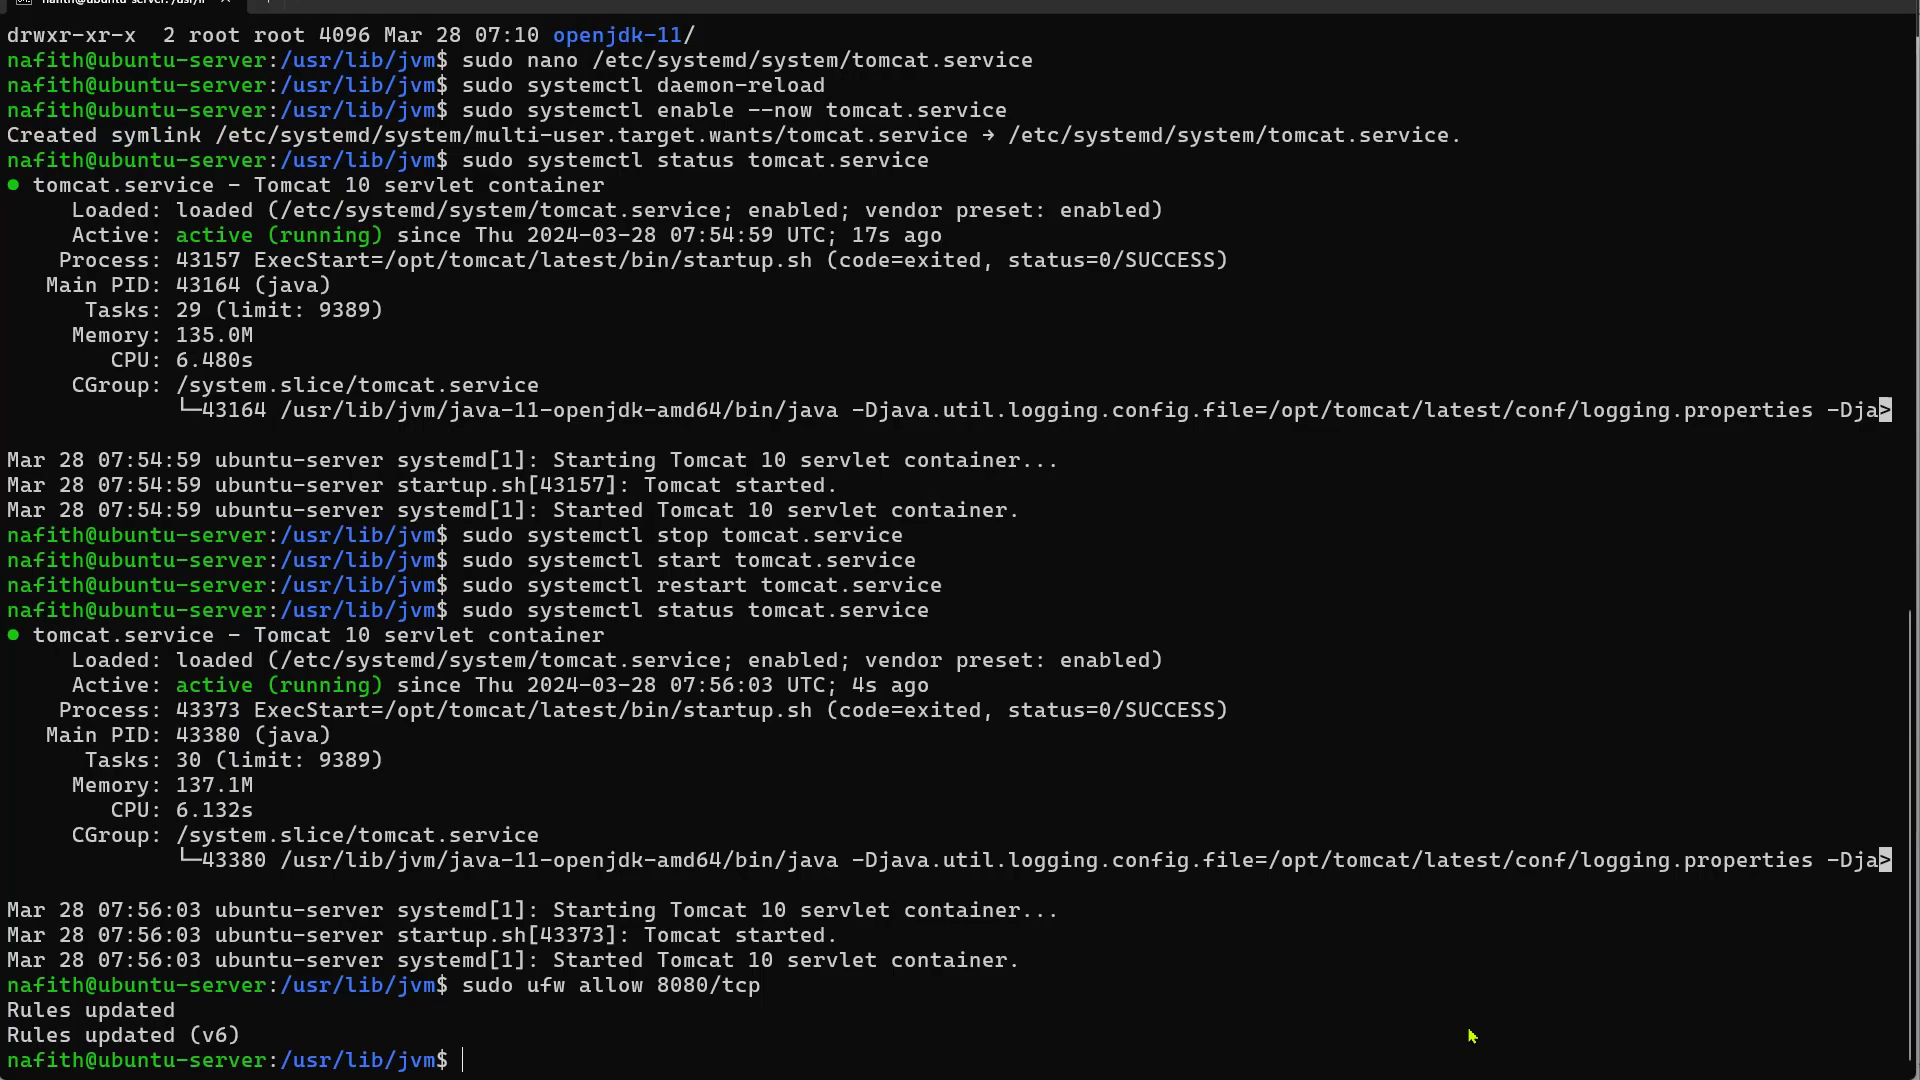 drwxr-xr-x  2 root root 4096 Mar 28 07:10 openjdk-11/
nafith@ubuntu-server:/usr/lib/jvm$ sudo nano /etc/systemd/system/tomcat.service
nafith@ubuntu-server:/usr/lib/jvm$ sudo systemctl daemon-reload
nafith@ubuntu-server:/usr/lib/jvm$ sudo systemctl enable --now tomcat.service
Created symlink /etc/systemd/system/multi-user.target.wants/tomcat.service → /etc/systemd/system/tomcat.service.
nafith@ubuntu-server:/usr/lib/jvm$ sudo systemctl status tomcat.service
● tomcat.service - Tomcat 10 servlet container
     Loaded: loaded (/etc/systemd/system/tomcat.service; enabled; vendor preset: enabled)
     Active: active (running) since Thu 2024-03-28 07:54:59 UTC; 17s ago
    Process: 43157 ExecStart=/opt/tomcat/latest/bin/startup.sh (code=exited, status=0/SUCCESS)
   Main PID: 43164 (java)
      Tasks: 29 (limit: 9389)
     Memory: 135.0M
        CPU: 6.480s
     CGroup: /system.slice/tomcat.service
             └─43164 /usr/lib/jvm/java-11-openjdk-amd64/bin/java -Djava.util.logging.config.file=/opt/tomcat/latest/conf/logging.properties -Dja>
Mar 28 07:54:59 ubuntu-server systemd[1]: Starting Tomcat 10 servlet container...
Mar 28 07:54:59 ubuntu-server startup.sh[43157]: Tomcat started.
Mar 28 07:54:59 ubuntu-server systemd[1]: Started Tomcat 10 servlet container.
nafith@ubuntu-server:/usr/lib/jvm$ sudo systemctl stop tomcat.service
nafith@ubuntu-server:/usr/lib/jvm$ sudo systemctl start tomcat.service
nafith@ubuntu-server:/usr/lib/jvm$ sudo systemctl restart tomcat.service
nafith@ubuntu-server:/usr/lib/jvm$ sudo systemctl status tomcat.service
● tomcat.service - Tomcat 10 servlet container
     Loaded: loaded (/etc/systemd/system/tomcat.service; enabled; vendor preset: enabled)
     Active: active (running) since Thu 2024-03-28 07:56:03 UTC; 4s ago
    Process: 43373 ExecStart=/opt/tomcat/latest/bin/startup.sh (code=exited, status=0/SUCCESS)
   Main PID: 43380 (java)
      Tasks: 30 (limit: 9389)
     Memory: 137.1M
        CPU: 6.132s
     CGroup: /system.slice/tomcat.service
             └─43380 /usr/lib/jvm/java-11-openjdk-amd64/bin/java -Djava.util.logging.config.file=/opt/tomcat/latest/conf/logging.properties -Dja>
Mar 28 07:56:03 ubuntu-server systemd[1]: Starting Tomcat 10 servlet container...
Mar 28 07:56:03 ubuntu-server startup.sh[43373]: Tomcat started.
Mar 28 07:56:03 ubuntu-server systemd[1]: Started Tomcat 10 servlet container.
nafith@ubuntu-server:/usr/lib/jvm$ sudo ufw allow 8080/tcp
Rules updated
Rules updated (v6)
nafith@ubuntu-server:/usr/lib/jvm$